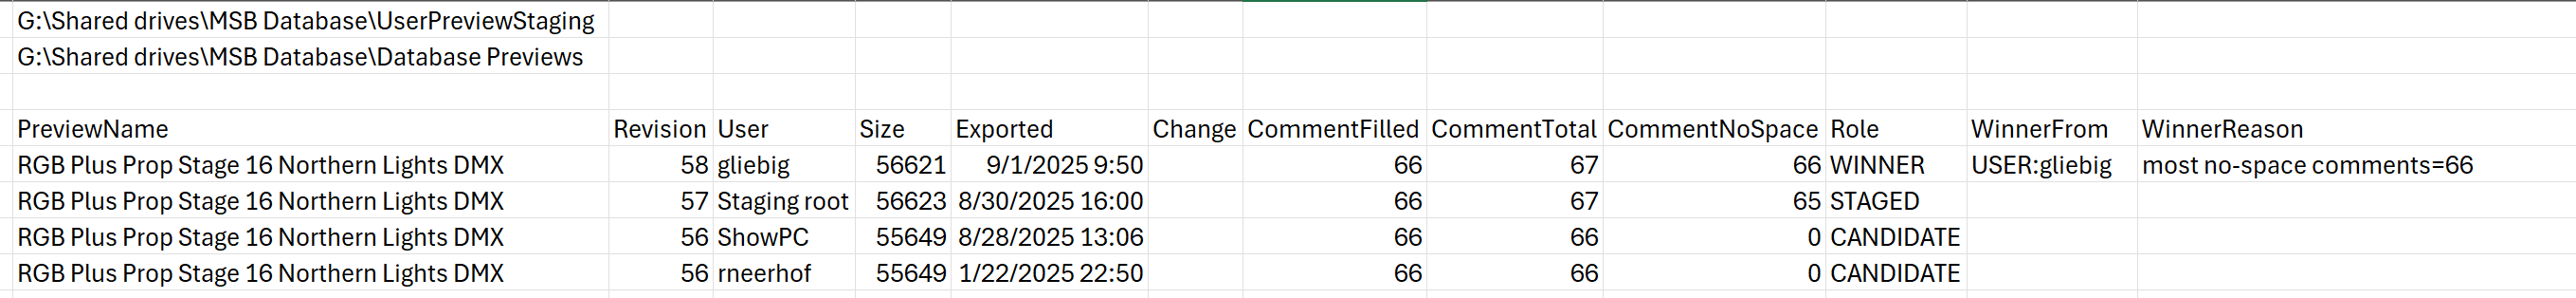 G:\Shared drives\MSB Database\UserPreviewStaging
G:\Shared drives\MSB Database\Database Previews
PreviewName Revision User Size Exported Change CommentFilled CommentTotal CommentNoSpace Role WinnerFrom WinnerReason
RGB Plus Prop Stage 16 Northern Lights DMX 58 gliebig 56621 9/1/2025 9:50 66 67 66 WINNER USER:gliebig most no-space comments=66
RGB Plus Prop Stage 16 Northern Lights DMX 57 Staging root 56623 8/30/2025 16:00 66 67 65 STAGED
RGB Plus Prop Stage 16 Northern Lights DMX 56 ShowPC 55649 8/28/2025 13:06 66 66 0 CANDIDATE
RGB Plus Prop Stage 16 Northern Lights DMX 56 rneerhof 55649 1/22/2025 22:50 66 66 0 CANDIDATE